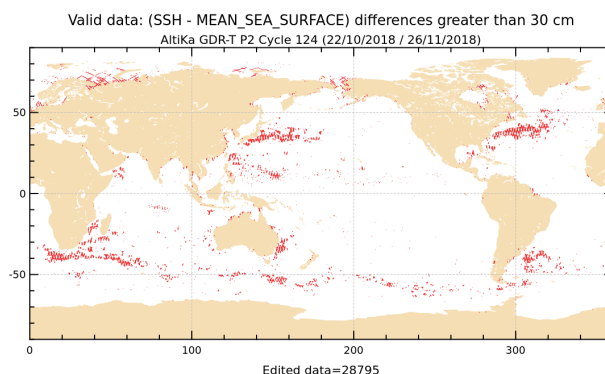 Valid data: (SSH - MEAN_SEA_SURFACE) differences greater than 30 cm
AltiKa GDR-T P2 Cycle 124 (22/10/2018 / 26/11/2018)
50
0
-50
0 100 200 300
Edited data=28795